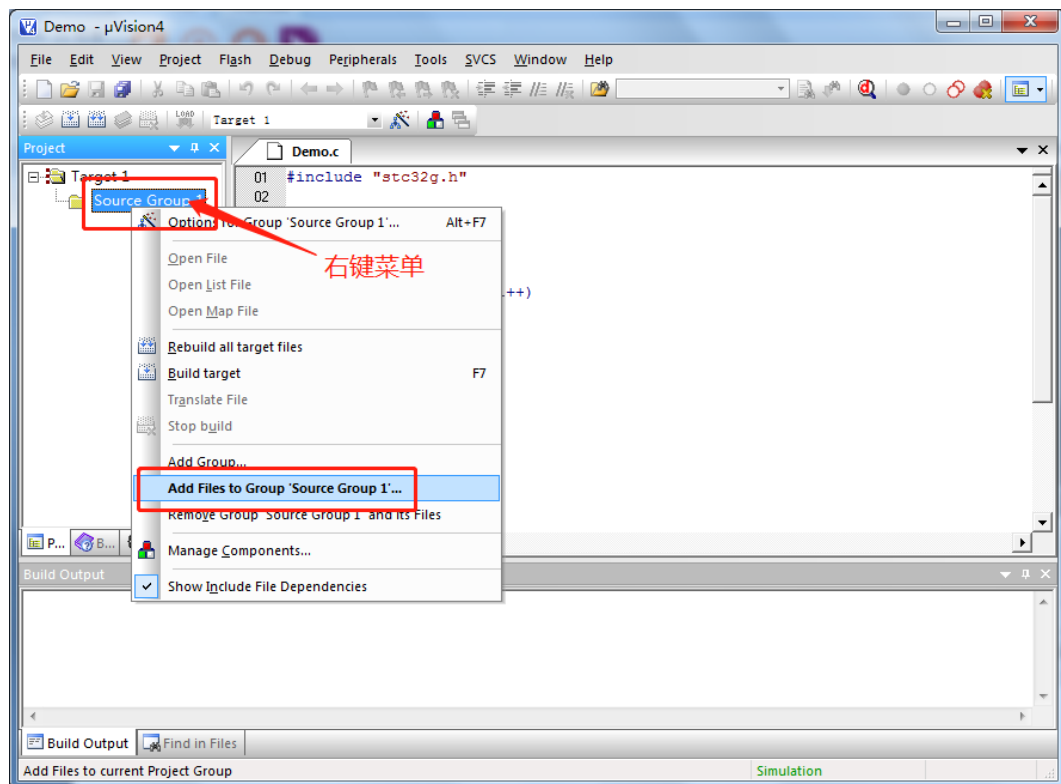 Demo - µVision4
File Edit View Project Flash Debug Peripherals Tools SVCS Window Help
LOAD Target 1
Project
Demo.c
Target 1
01 #include "stc32g.h"
Source Group 1
02
Options for Group 'Source Group 1'... Alt+F7
右键菜单
Open File
Open List File
++)
Open Map File
Rebuild all target files
Build target F7
Translate File
Stop build
Add Group...
Add Files to Group 'Source Group 1'...
Remove Group 'Source Group 1' and its Files
P... B...
Manage Components...
Build Output
Show Include File Dependencies
Build Output Find in Files
Add Files to current Project Group Simulation